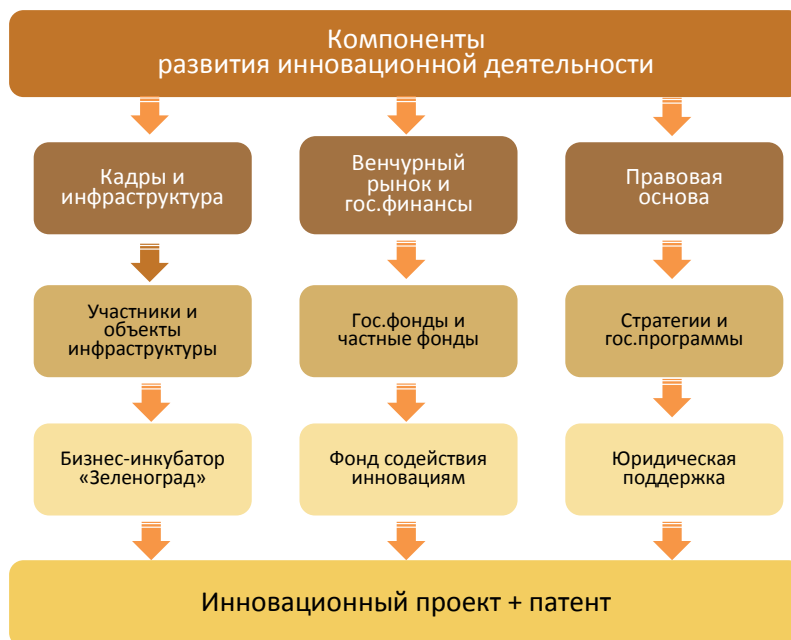 Компоненты
развития инновационной деятельности
Кадры и
инфраструктура
Венчурный
рынок и
гос.финансы
Правовая
основа
Участники и
объекты
инфраструктуры
Гос.фонды и
частные фонды
Стратегии и
гос.программы
Бизнес-инкубатор
«Зеленоград»
Фонд содействия
инновациям
Юридическая
поддержка
Инновационный проект + патент